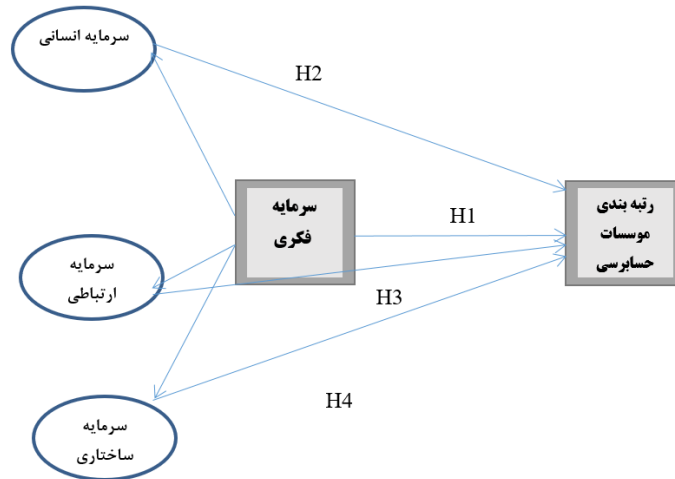 سرمایه انسانی
H2
سرمایه
فکری
رتبه بندی
موسسات
حسابرسی
H1
سرمایه
ارتباطی
H3
H4
سرمایه
ساختاری